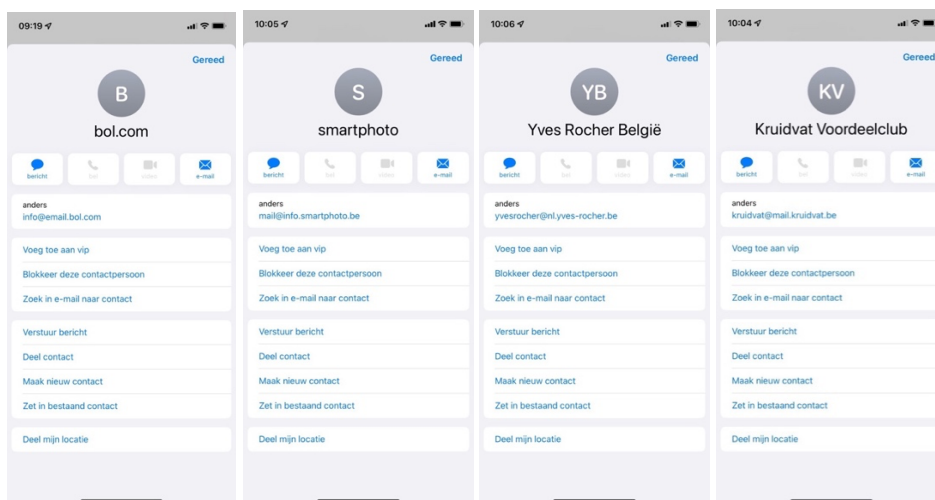 09:19
Gereed
B
bol.com
bericht
bel
video
e-mail
anders
info@email.bol.com
Voeg toe aan vip
Blokkeer deze contactpersoon
Zoek in e-mail naar contact
Verstuur bericht
Deel contact
Maak nieuw contact
Zet in bestaand contact
Deel mijn locatie
10:05
Gereed
S
smartphoto
bericht
bel
video
e-mail
anders
mail@info.smartphoto.be
Voeg toe aan vip
Blokkeer deze contactpersoon
Zoek in e-mail naar contact
Verstuur bericht
Deel contact
Maak nieuw contact
Zet in bestaand contact
Deel mijn locatie
10:06
Gereed
YB
Yves Rocher België
bericht
bel
video
e-mail
anders
yvesrocher@nl.yves-rocher.be
Voeg toe aan vip
Blokkeer deze contactpersoon
Zoek in e-mail naar contact
Verstuur bericht
Deel contact
Maak nieuw contact
Zet in bestaand contact
Deel mijn locatie
10:04
Gereed
KV
Kruidvat Voordeelclub
bericht
bel
video
e-mail
anders
kruidvat@mail.kruidvat.be
Voeg toe aan vip
Blokkeer deze contactpersoon
Zoek in e-mail naar contact
Verstuur bericht
Deel contact
Maak nieuw contact
Zet in bestaand contact
Deel mijn locatie